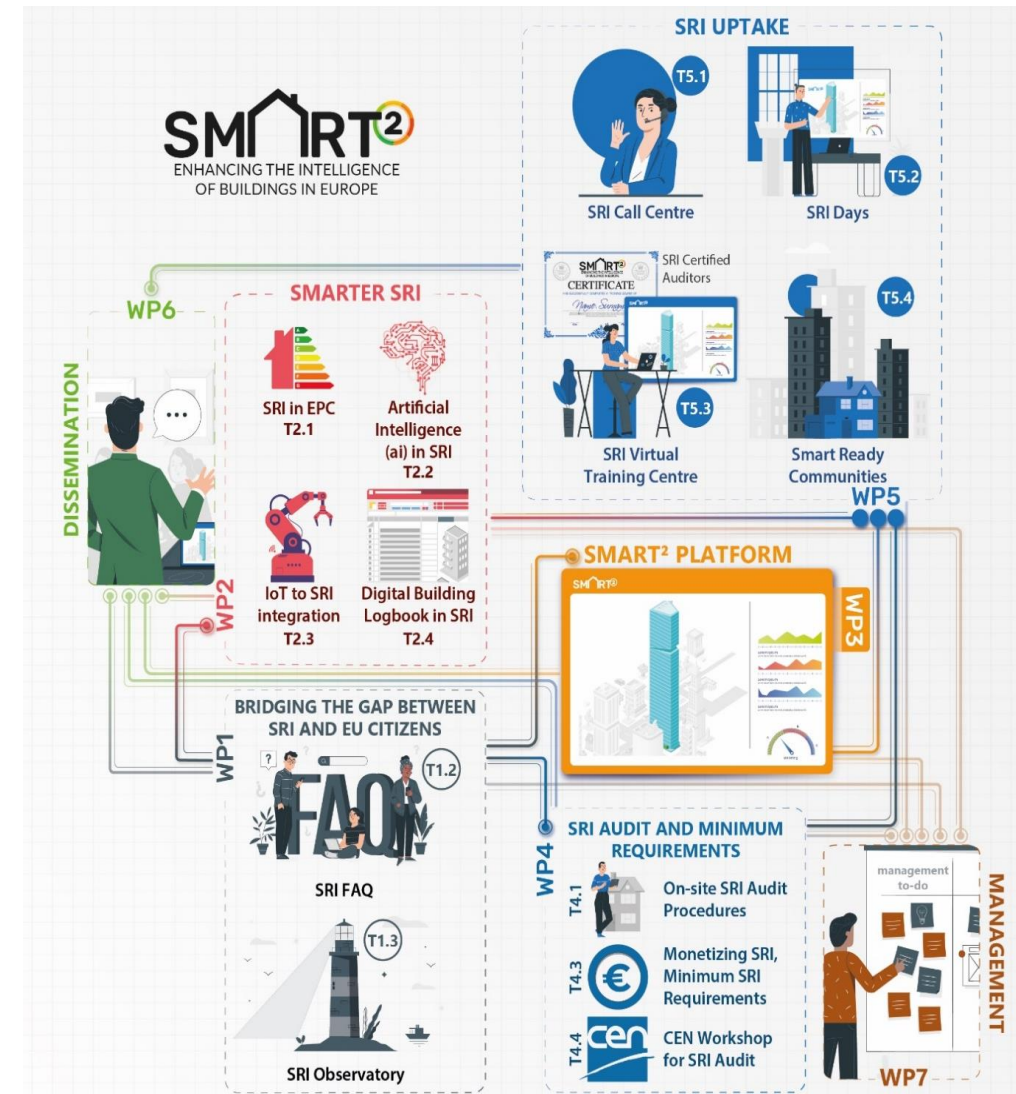 SMART²
ENHANCING THE INTELLIGENCE
OF BUILDINGS IN EUROPE
SRI UPTAKE
T5.1
SRI Call Centre
T5.2
SRI Days
SMART²
CERTIFICATE
Name Surname
SRI Certified
Auditors
T5.3
SRI Virtual
Training Centre
T5.4
Smart Ready
Communities
WP5
WP6
DISSEMINATION
SMARTER SRI
SRI in EPC
T2.1
Artificial
Intelligence
(ai) in SRI
T2.2
IoT to SRI
integration
T2.3
Digital Building
Logbook in SRI
T2.4
WP2
SMART² PLATFORM
SMART²
WP3
BRIDGING THE GAP BETWEEN
SRI AND EU CITIZENS
WP1
?
?
FAQ
T1.2
SRI FAQ
T1.3
SRI Observatory
WP4
SRI AUDIT AND MINIMUM
REQUIREMENTS
T4.1
On-site SRI Audit
Procedures
T4.3
€
Monetizing SRI,
Minimum SRI
Requirements
T4.4
cen
CEN Workshop
for SRI Audit
management
to-do
MANAGEMENT
WP7